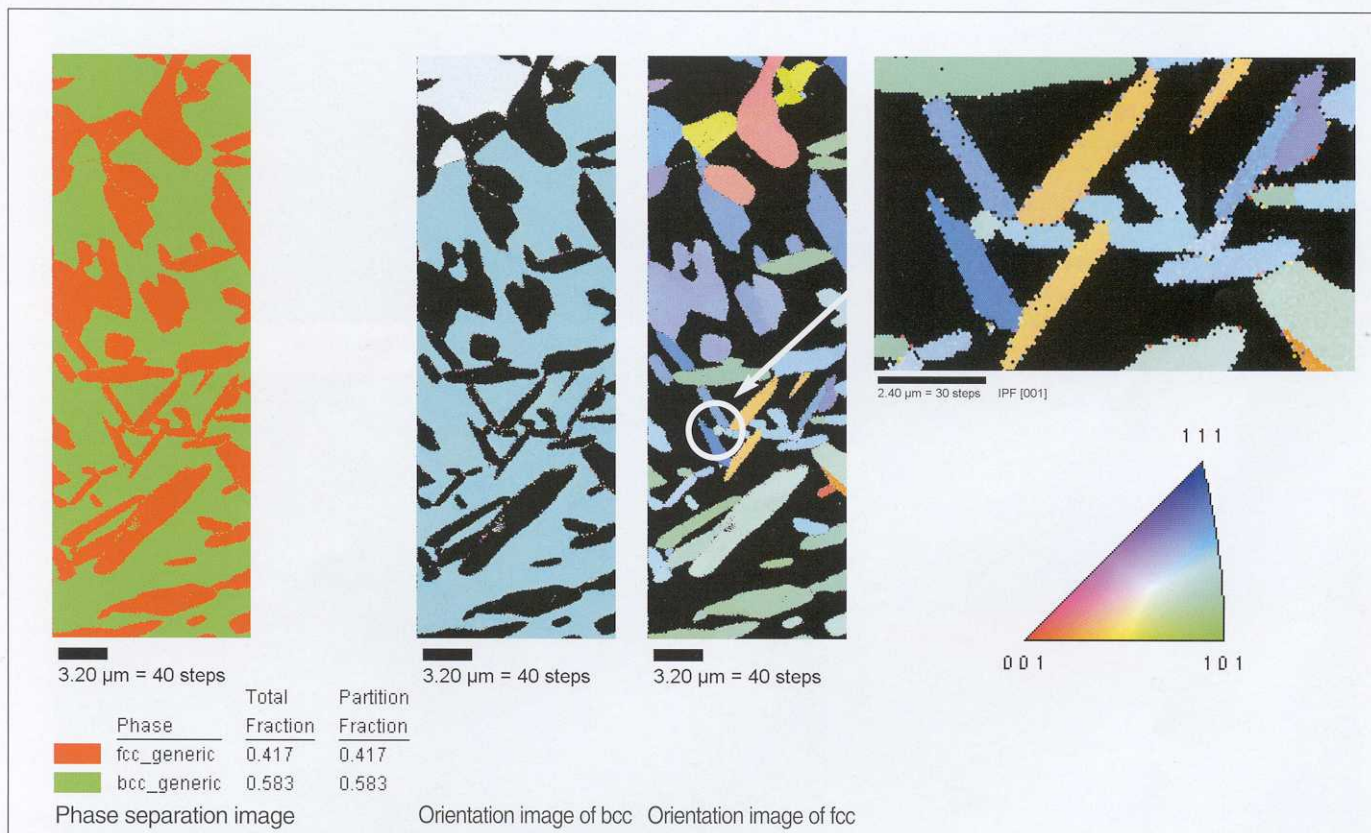 2.40 µm = 30 steps IPF [001]
1 1 1
0 0 1
1 0 1
3.20 µm = 40 steps
3.20 µm = 40 steps
3.20 µm = 40 steps
Total Partition
Phase Fraction Fraction
fcc_generic 0.417 0.417
bcc_generic 0.583 0.583
Phase separation image
Orientation image of bcc
Orientation image of fcc